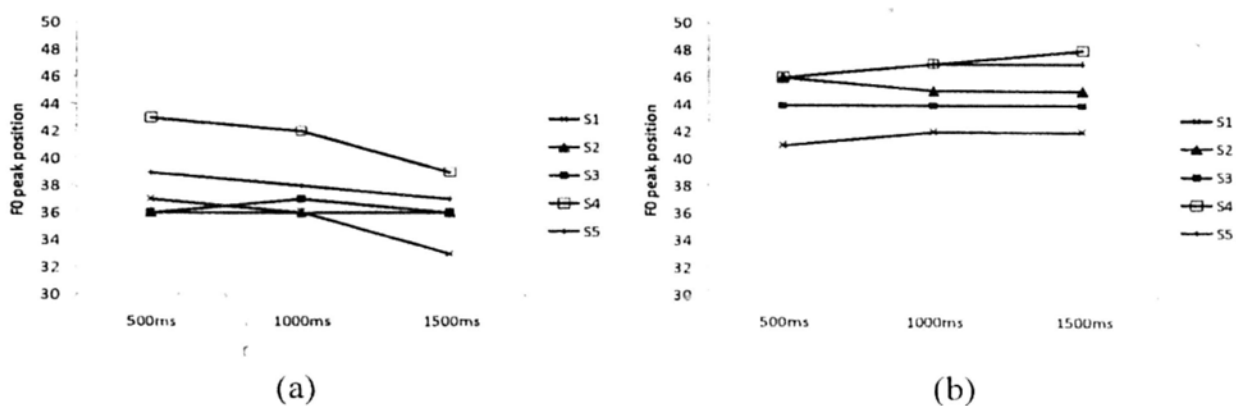 50
48
46
44
42
40
38
36
34
32
30
F0 peak position
500ms
1000ms
1500ms
S1
S2
S3
S4
S5
(a)
50
48
46
44
42
40
38
36
34
32
30
F0 peak position
500ms
1000ms
1500ms
S1
S2
S3
S4
S5
(b)